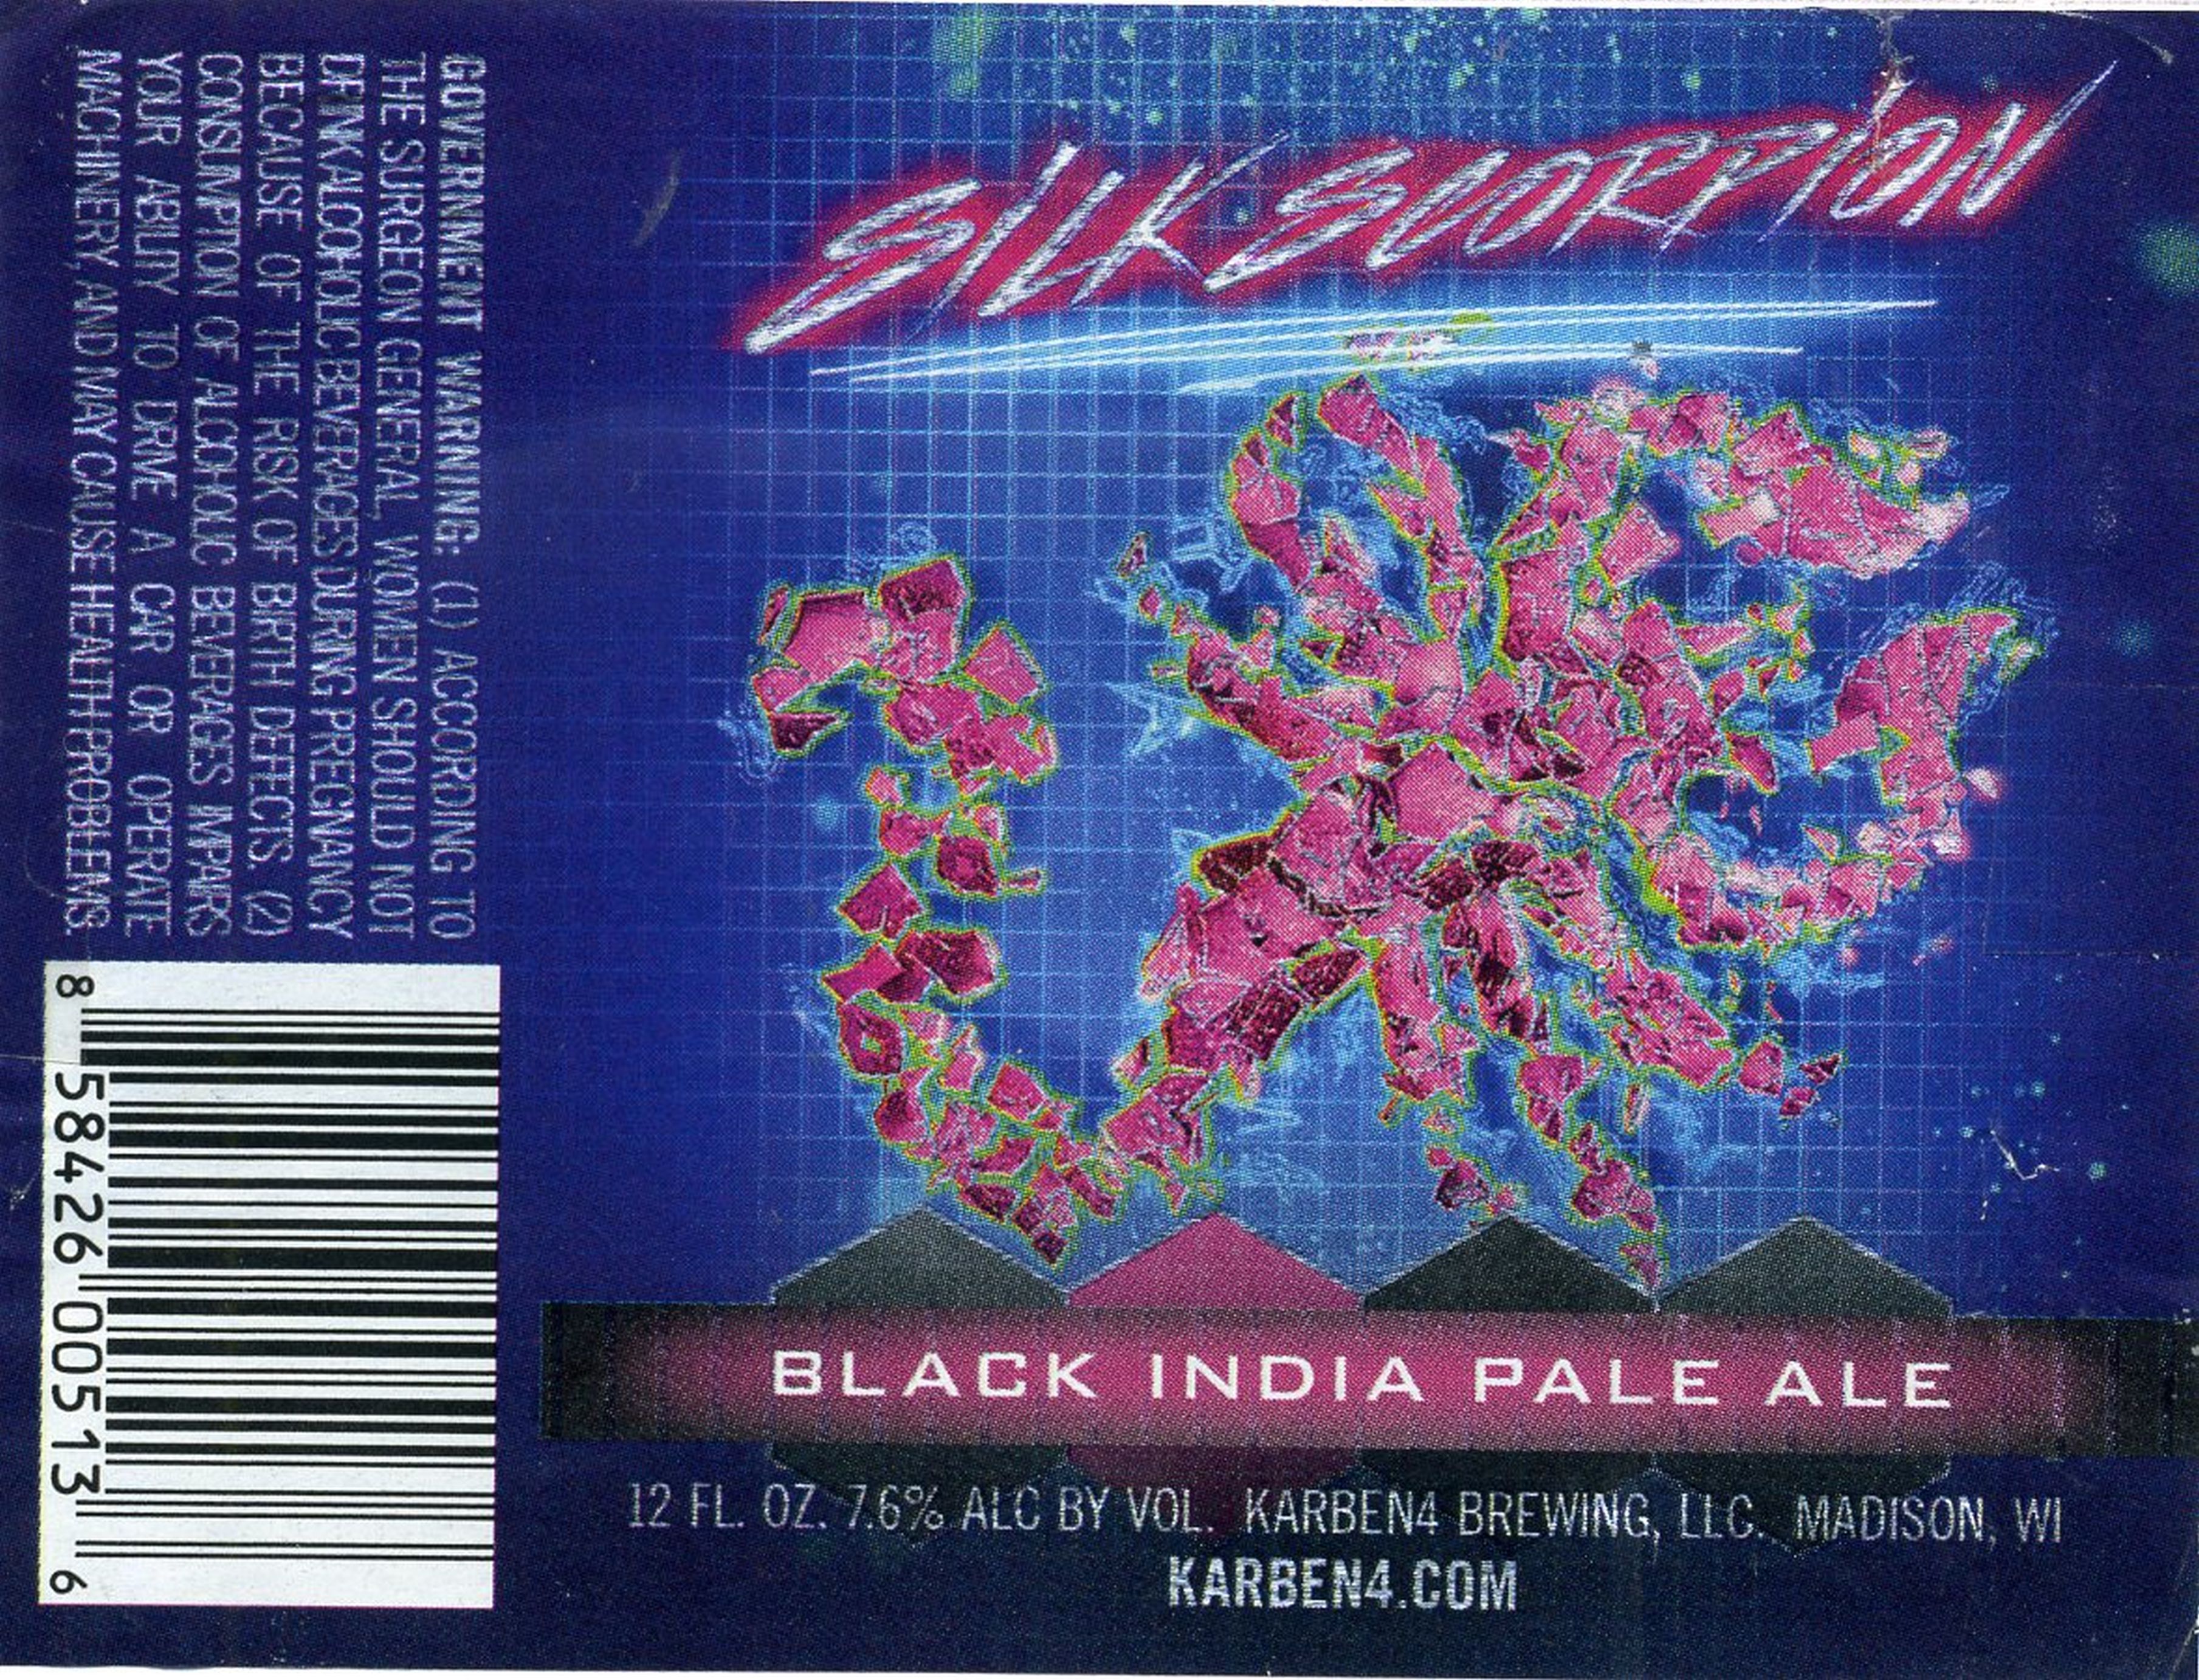 SILK SCORPION
BLACK INDIA PALE ALE
12 FL. OZ. 7.6% ALC BY VOL. KARBEN4 BREWING, LLC. MADISON, WI
KARBEN4.COM
GOVERNMENT WARNING: (1) ACCORDING TO
THE SURGEON GENERAL, WOMEN SHOULD NOT
DRINK ALCOHOLIC BEVERAGES DURING PREGNANCY
BECAUSE OF THE RISK OF BIRTH DEFECTS. (2)
CONSUMPTION OF ALCOHOLIC BEVERAGES IMPAIRS
YOUR ABILITY TO DRIVE A CAR OR OPERATE
MACHINERY, AND MAY CAUSE HEALTH PROBLEMS.
8 58426 00513 6